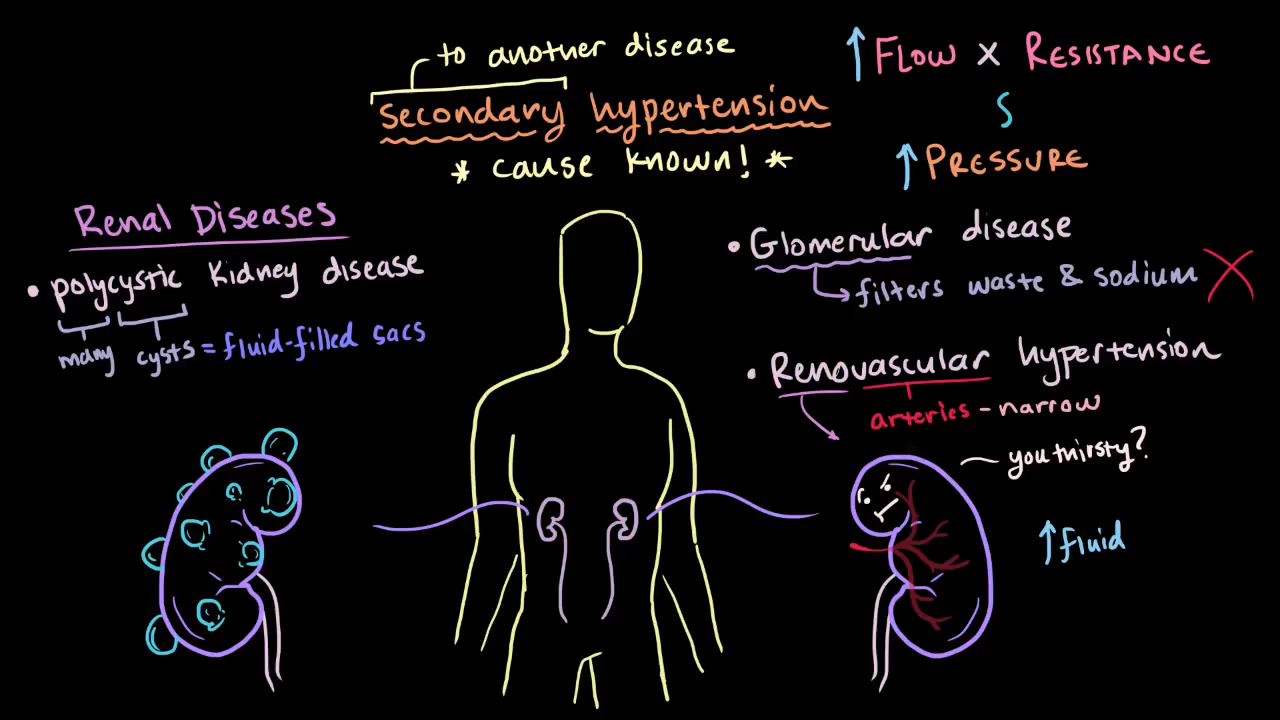 to another disease
secondary hypertension
* cause known! *
↑ FLOW x RESISTANCE
S
↑ PRESSURE
Renal Diseases
• polycystic kidney disease
many cysts = fluid-filled sacs
• Glomerular disease
filters waste & sodium
• Renovascular hypertension
arteries - narrow
you thirsty?
↑ fluid